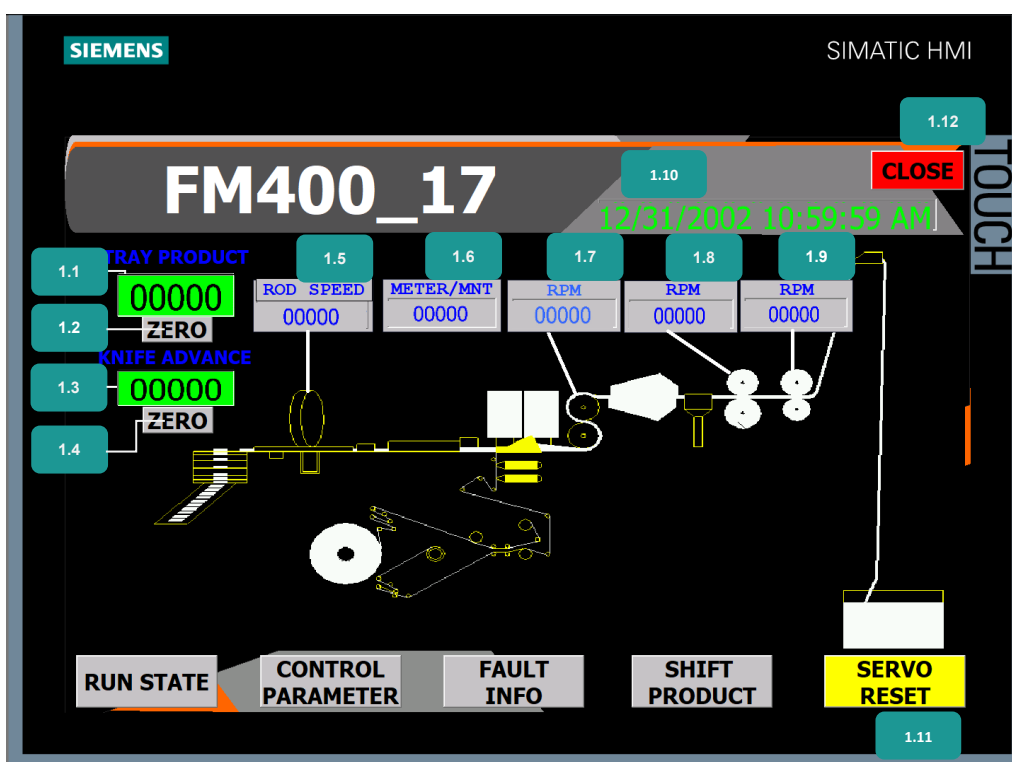 SIEMENS
SIMATIC HMI
1.12
TOUCH
FM400_17
1.10
CLOSE
12/31/2002 10:59:59 AM
TRAY PRODUCT
1.1
00000
1.2
ZERO
KNIFE ADVANCE
1.3
00000
1.4
ZERO
1.5
ROD SPEED
00000
1.6
METER/MNT
00000
1.7
RPM
00000
1.8
RPM
00000
1.9
RPM
00000
RUN STATE
CONTROL
PARAMETER
FAULT
INFO
SHIFT
PRODUCT
SERVO
RESET
1.11